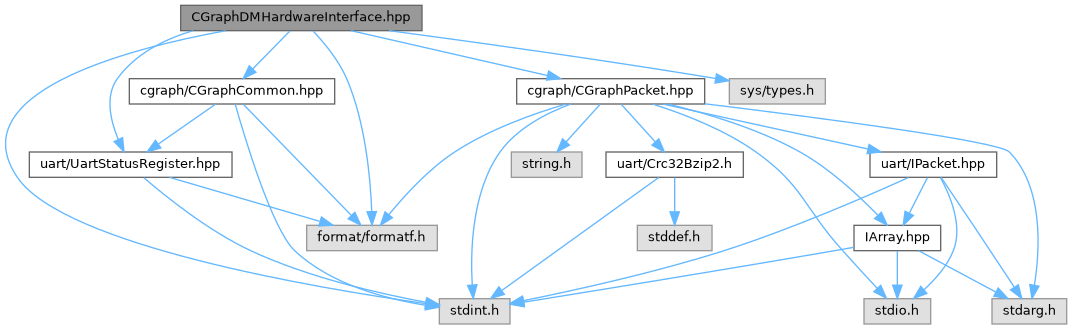 CGraphDMHardwareInterface.hpp
cgraph/CGraphCommon.hpp
cgraph/CGraphPacket.hpp
sys/types.h
uart/UartStatusRegister.hpp
string.h
uart/Crc32Bzip2.h
uart/IPacket.hpp
format/formatf.h
stddef.h
IArray.hpp
stdint.h
stdio.h
stdarg.h